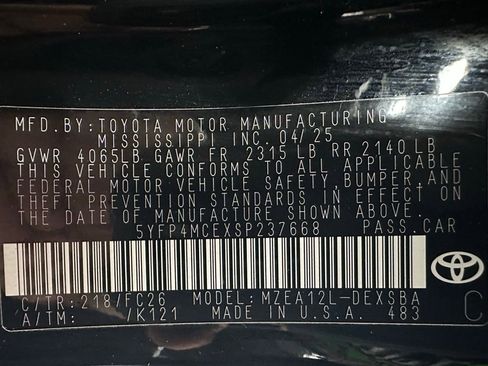 MFD.BY:TOYOTA MOTOR MANUFACTURING
MISSISSIPPI INC. 04/25
GVWR 4065LB GAWR FR 2315 LB RR 2140 LB
THIS VEHICLE CONFORMS TO ALL APPLICABLE
FEDERAL MOTOR VEHICLE SAFETY, BUMPER, AND
THEFT PREVENTION STANDARDS IN EFFECT ON
THE DATE OF MANUFACTURE SHOWN ABOVE.
5YFP4MCEXSP237668 PASS.CAR
C/TR:218/FC26 MODEL:MZEA12L-DEXSBA
A/TM: /K121 MADE IN U.S.A. 483 C